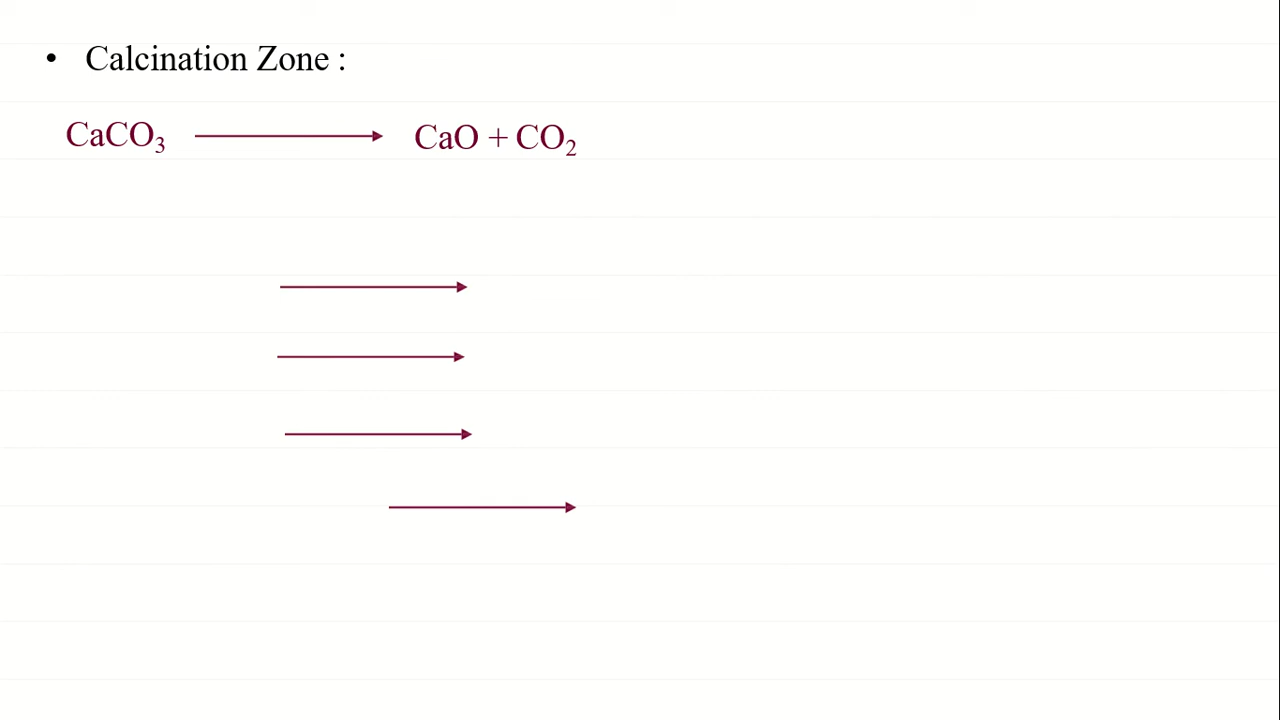 • Calcination Zone :
CaCO₃ ⟶ CaO + CO₂